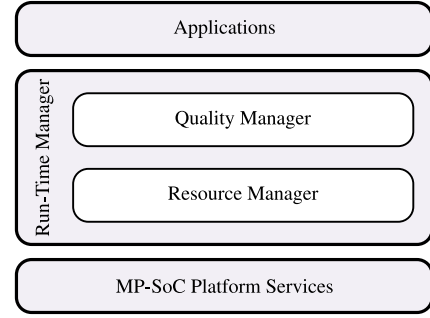 Applications
Run-Time Manager
Quality Manager
Resource Manager
MP-SoC Platform Services